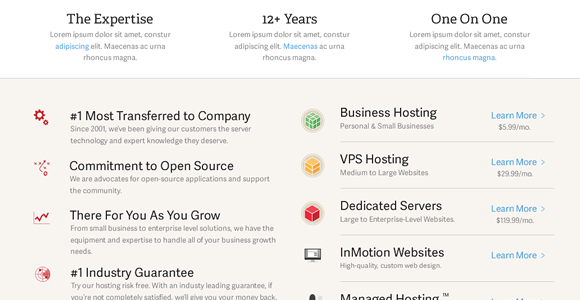 The Expertise
Lorem ipsum dolor sit amet, constur
adipiscing elit. Maecenas ac urna
rhoncus magna.
12+ Years
Lorem ipsum dolor sit amet, constur
adipiscing elit. Maecenas ac urna
rhoncus magna.
One On One
Lorem ipsum dolor sit amet, constur
adipiscing elit. Maecenas ac urna
rhoncus magna.
#1 Most Transferred to Company
Since 2001, we've been giving our customers the server
technology and expert knowledge they deserve.
Commitment to Open Source
We are advocates for open-source applications and support
the community.
There For You As You Grow
From small business to enterprise level solutions, we have the
equipment and expertise to handle all of your business growth
needs.
#1 Industry Guarantee
Try our hosting risk free. With an industy leading guarantee, if
you're not completely satisfied, we'll give you your money back.
Business Hosting
Personal & Small Businesses
Learn More >
$5.99/mo.
VPS Hosting
Medium to Large Websites
Learn More >
$29.99/mo.
Dedicated Servers
Large to Enterprise-Level Websites.
Learn More >
$119.99/mo.
InMotion Websites
High-quality, custom web design.
Learn More >
Managed Hosting ™
Learn More >